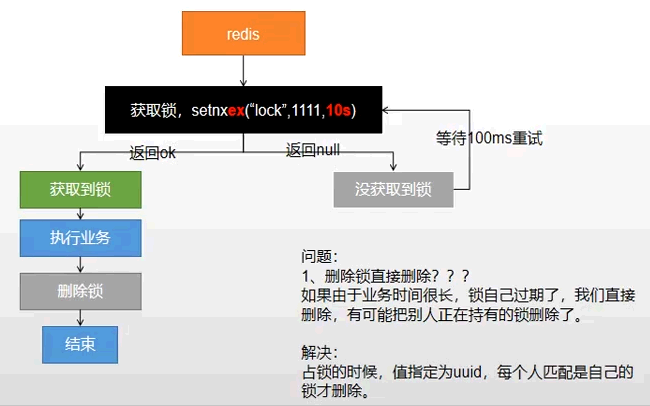 redis
获取锁，setnxex(“lock”,1111,10s)
等待100ms重试
返回ok
返回null
获取到锁
没获取到锁
执行业务
删除锁
结束
问题：
1、删除锁直接删除？？？
如果由于业务时间很长，锁自己过期了，我们直接
删除，有可能把别人正在持有的锁删除了。
解决：
占锁的时候，值指定为uuid，每个人匹配是自己的
锁才删除。